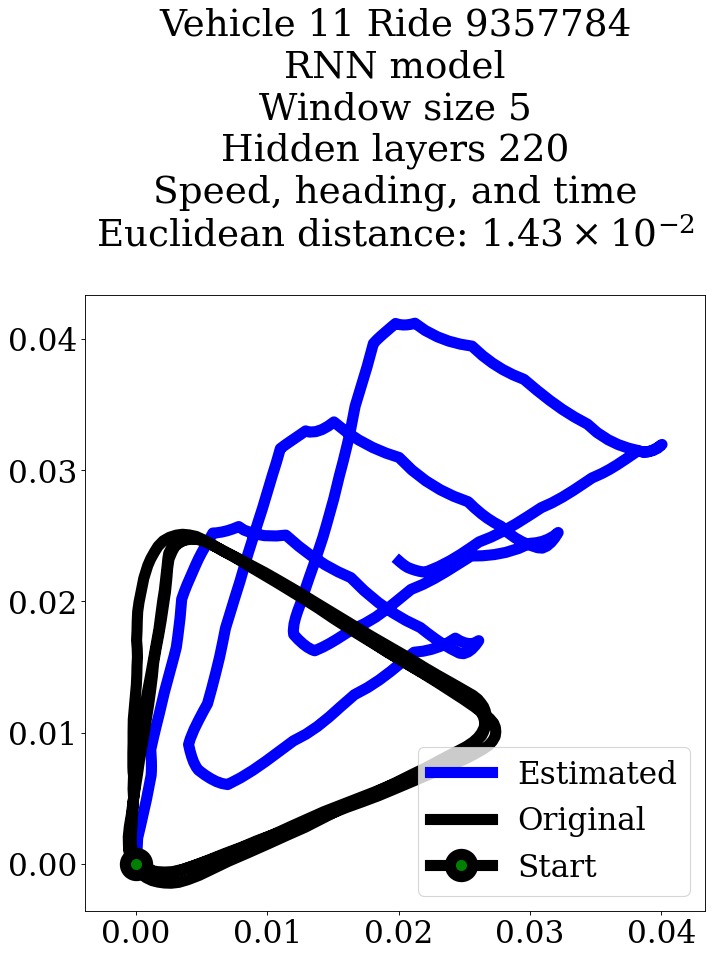 Vehicle 11 Ride 9357784
RNN model
Window size 5
Hidden layers 220
Speed, heading, and time
Euclidean distance: $1.43 \times 10^{-2}$
0.04
0.03
0.02
0.01
0.00
Estimated
Original
Start
0.00 0.01 0.02 0.03 0.04